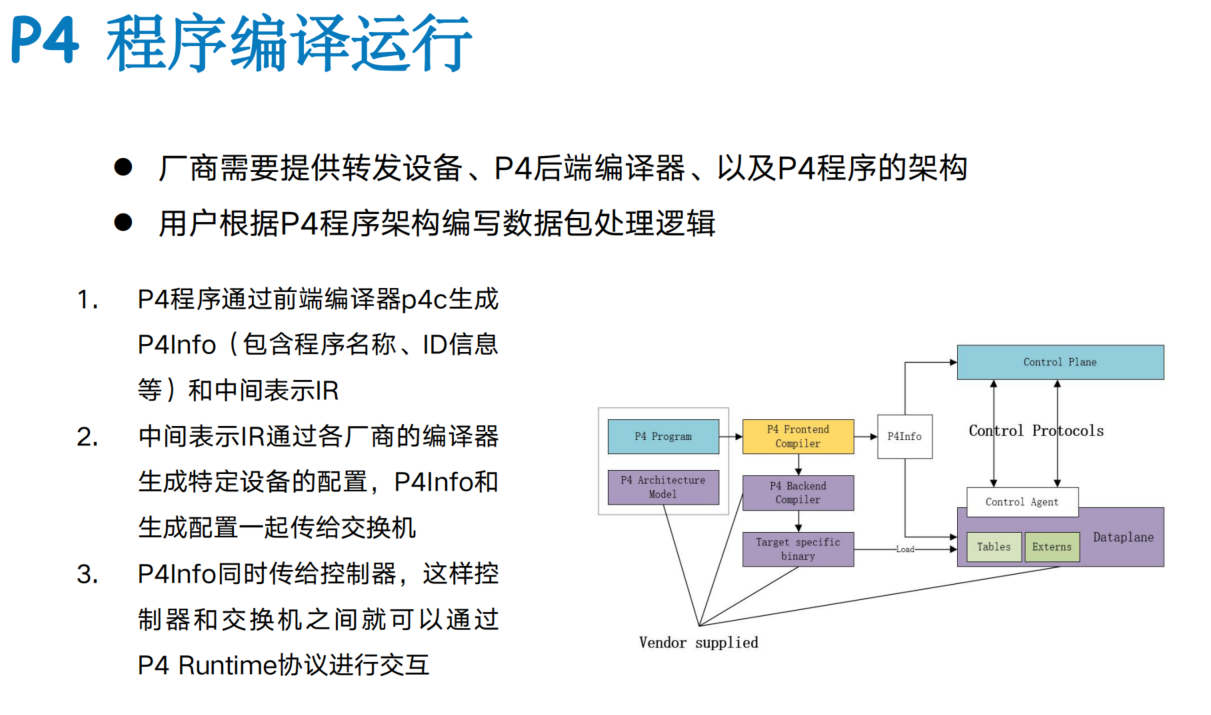 P4 程序编译运行
● 厂商需要提供转发设备、P4后端编译器、以及P4程序的架构
● 用户根据P4程序架构编写数据包处理逻辑
1. P4程序通过前端编译器p4c生成
P4Info（包含程序名称、ID信息
等）和中间表示IR
2. 中间表示IR通过各厂商的编译器
生成特定设备的配置，P4Info和
生成配置一起传给交换机
3. P4Info同时传给控制器，这样控
制器和交换机之间就可以通过
P4 Runtime协议进行交互
Control Plane
P4 Program
P4 Frontend
Compiler
P4Info
Control Protocols
P4 Architecture
Model
P4 Backend
Compiler
Control Agent
Target specific
binary
Load
Tables
Externs
Dataplane
Vendor supplied